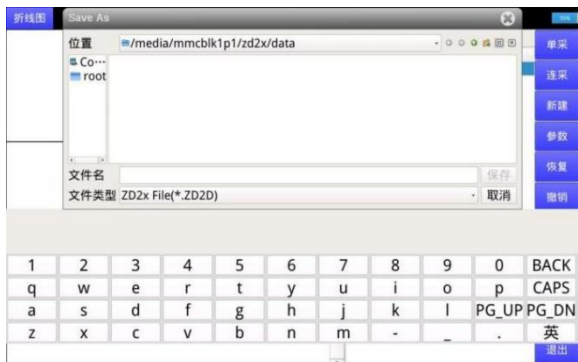 折线图 Save As
位置 /media/mmcblk1p1/zd2x/data 单采
Co… 连采
root
新建
参数
文件名 保存 恢复
文件类型 ZD2x File(*.ZD2D) 取消 撤销
1 2 3 4 5 6 7 8 9 0 BACK
q w e r t y u i o p CAPS
a s d f g h j k l PG_UP PG_DN
z x c v b n m - _ . 英
退出